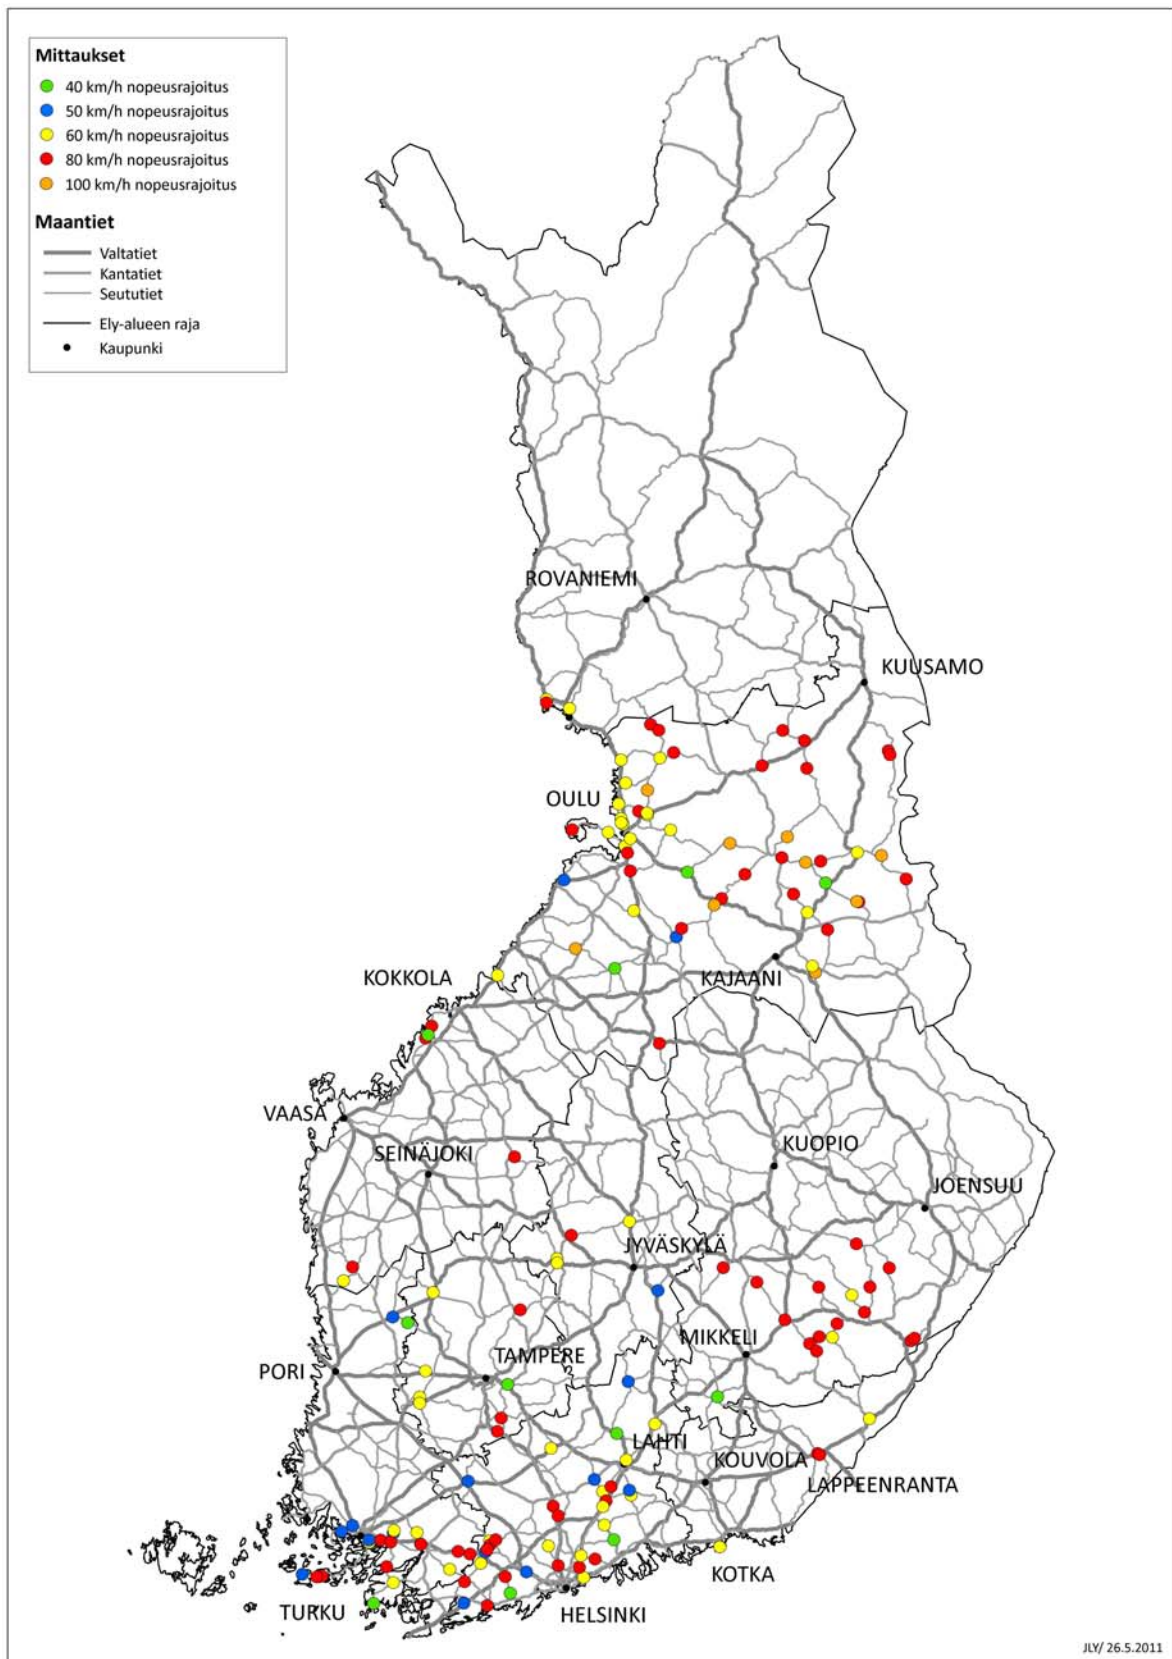 Mittaukset
40 km/h nopeusrajoitus
50 km/h nopeusrajoitus
60 km/h nopeusrajoitus
80 km/h nopeusrajoitus
100 km/h nopeusrajoitus
Maantiet
Valtatiet
Kantatiet
Seututiet
Ely-alueen raja
Kaupunki
ROVANIEMI
KUUSAMO
OULU
KOKKOLA
KAJAANI
VAASA
SEINÄJOKI
KUOPIO
JOENSUU
JYVÄSKYLÄ
MIKKELI
TAMPERE
PORI
LAHTI
KOUVOLA
LAPPEENRANTA
KOTKA
TURKU
HELSINKI
JLY/ 26.5.2011